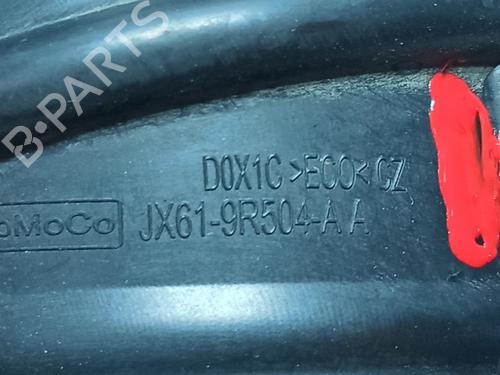 B-PARTS
D0X1C >ECO< CZ
oMoCo JX61-9R504-A A